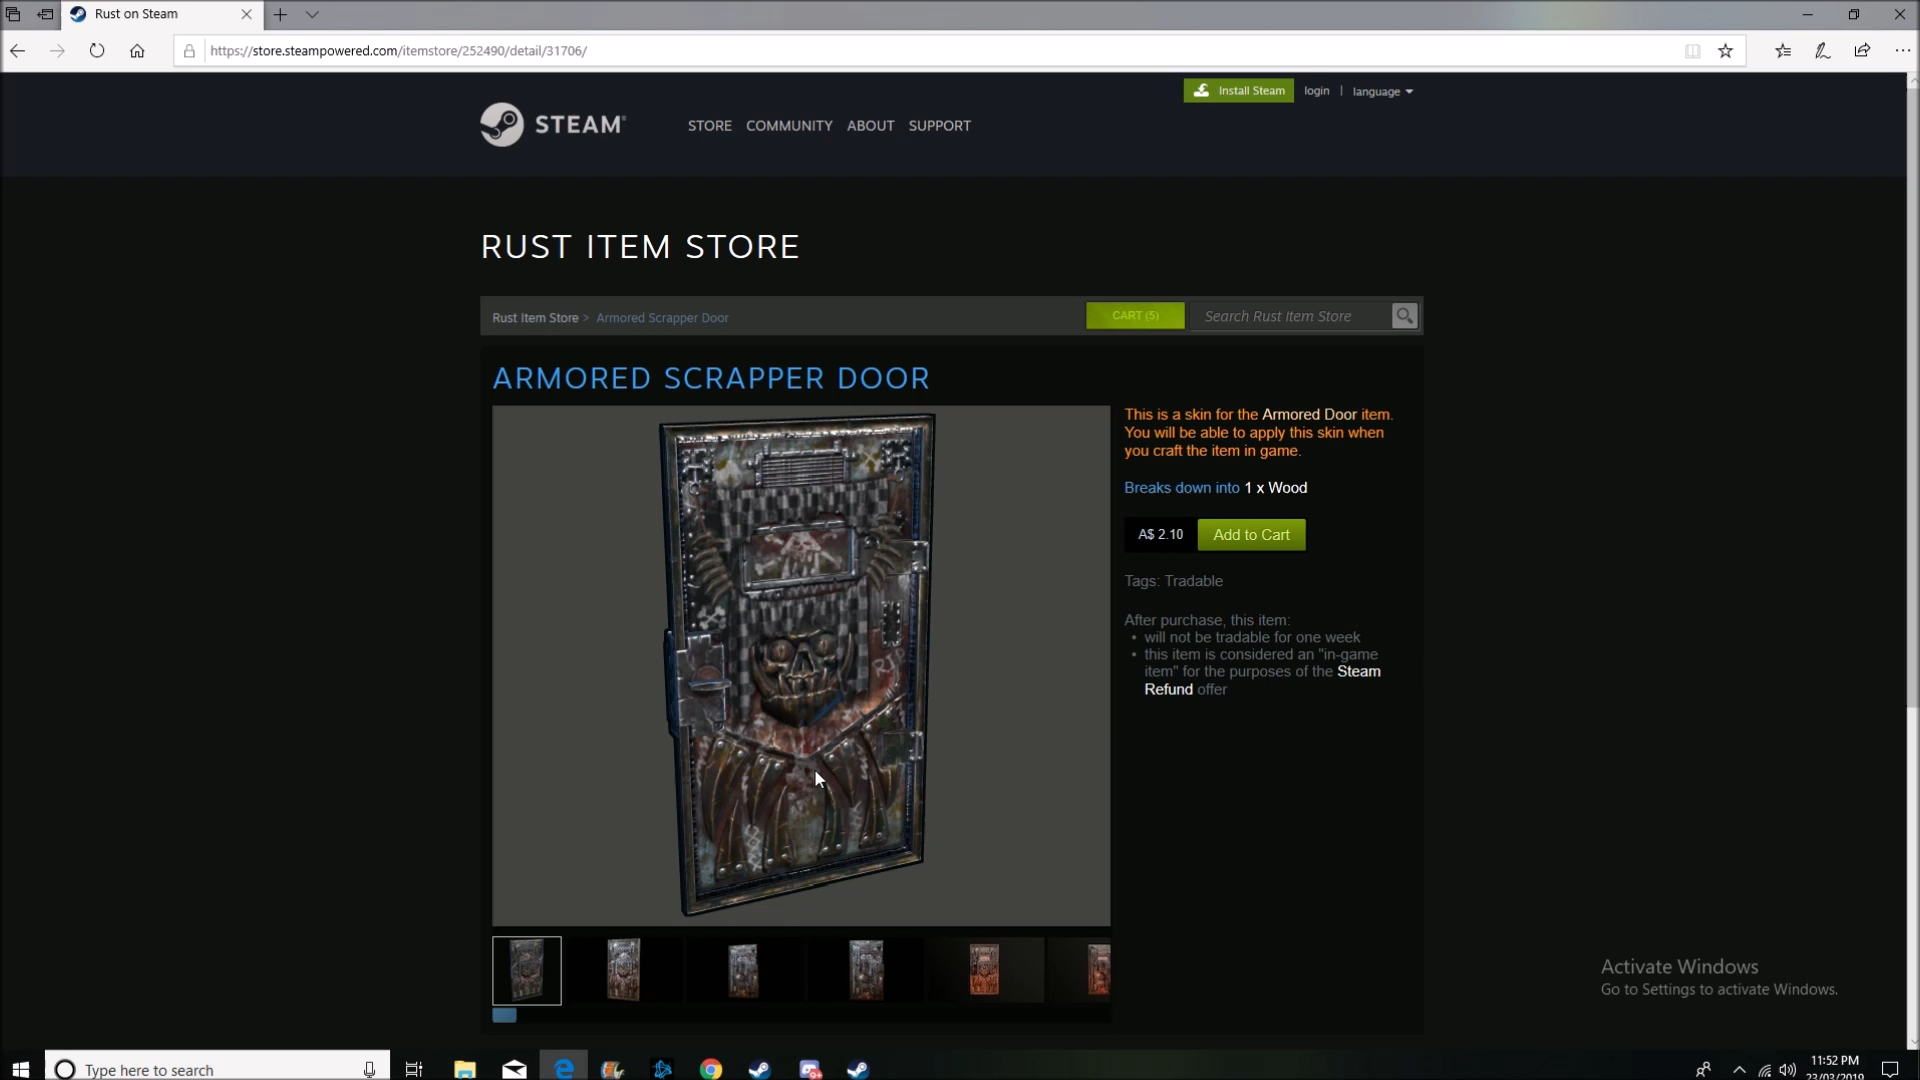 Rust on Steam
https://store.steampowered.com/itemstore/252490/detail/31706/
Install Steam
login | language
STEAM
STORE COMMUNITY ABOUT SUPPORT
RUST ITEM STORE
Rust Item Store > Armored Scrapper Door
CART (5)
Search Rust Item Store
ARMORED SCRAPPER DOOR
This is a skin for the Armored Door item.
You will be able to apply this skin when
you craft the item in game.
Breaks down into 1 x Wood
A$ 2.10
Add to Cart
Tags: Tradable
After purchase, this item:
• will not be tradable for one week
• this item is considered an "in-game
item" for the purposes of the Steam
Refund offer
RIP
Activate Windows
Go to Settings to activate Windows.
Type here to search
11:52 PM
23/03/2019